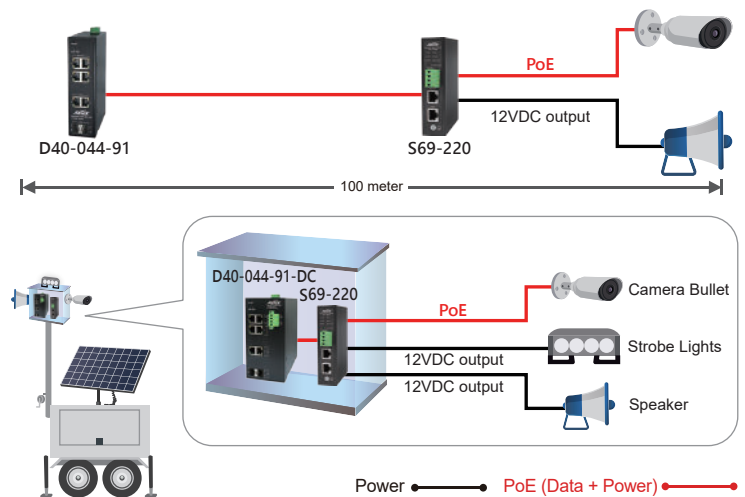 PoE
12VDC output
D40-044-91
S69-220
100 meter
D40-044-91-DC
S69-220
PoE
Camera Bullet
12VDC output
Strobe Lights
12VDC output
Speaker
Power
PoE (Data + Power)